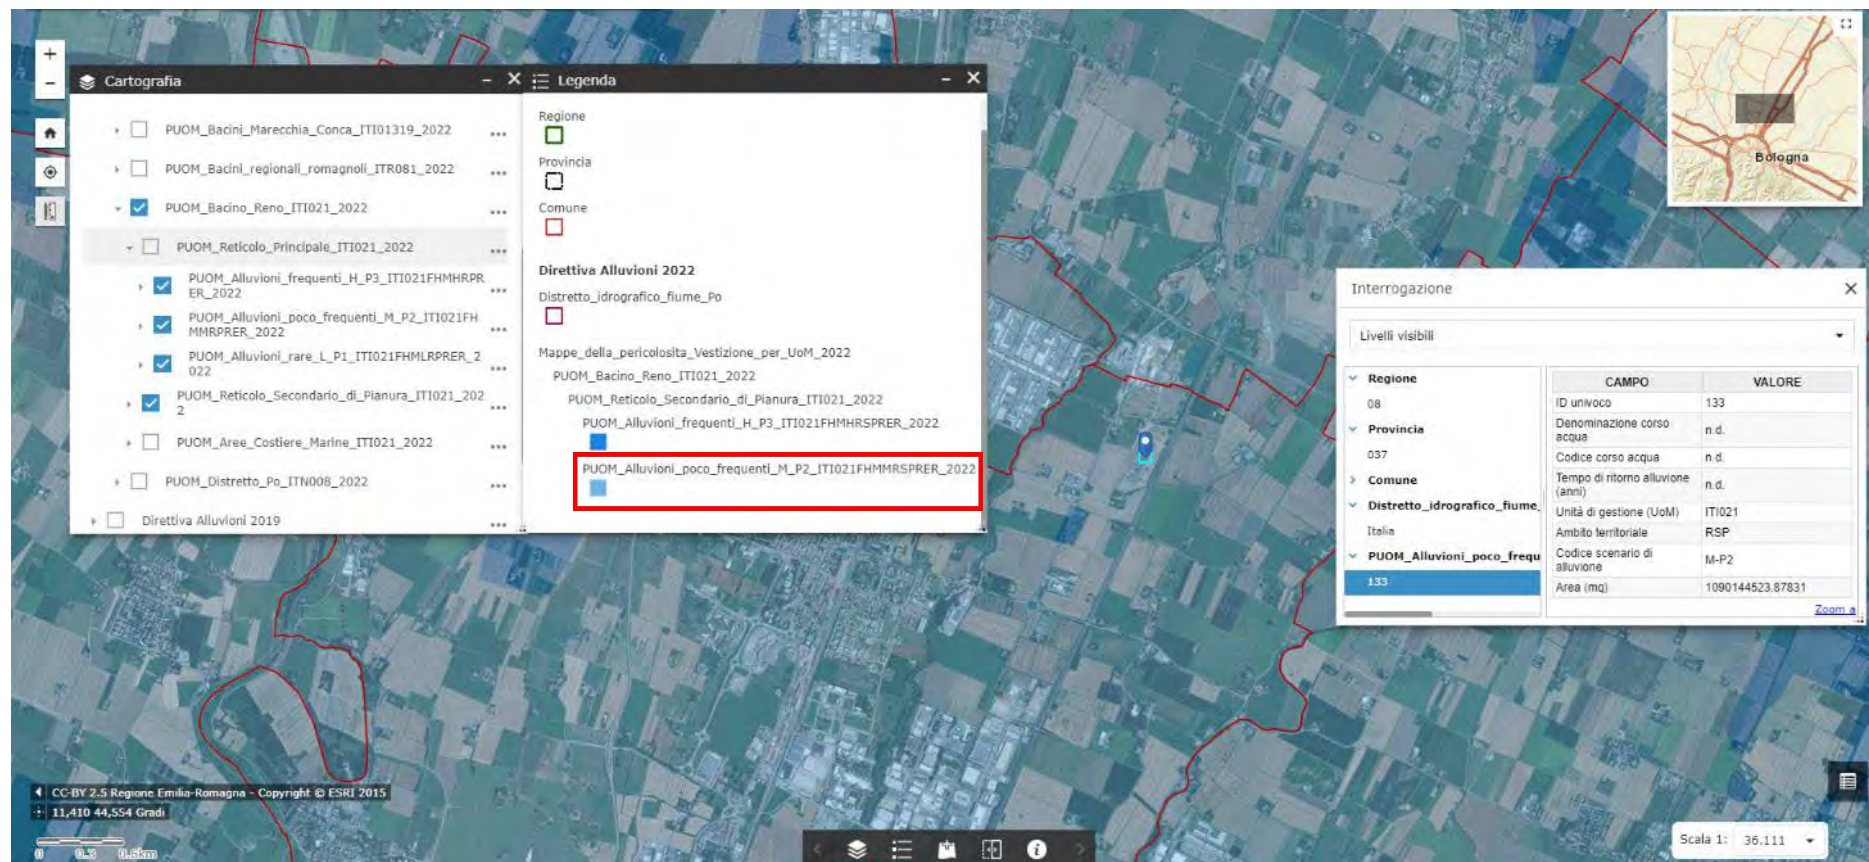 +
−
Cartografia
− ✕
PUOM_Bacini_Marecchia_Conca_ITI01319_2022 ...
PUOM_Bacini_regionali_romagnoli_ITR081_2022 ...
PUOM_Bacino_Reno_ITI021_2022 ...
PUOM_Reticolo_Principale_ITI021_2022 ...
PUOM_Alluvioni_frequenti_H_P3_ITI021FHMHRPR
ER_2022 ...
PUOM_Alluvioni_poco_frequenti_M_P2_ITI021FH
MMRPRER_2022 ...
PUOM_Alluvioni_rare_L_P1_ITI021FHMLRPRER_2
022 ...
PUOM_Reticolo_Secondario_di_Pianura_ITI021_202
2 ...
PUOM_Aree_Costiere_Marine_ITI021_2022 ...
PUOM_Distretto_Po_ITN008_2022 ...
Direttiva Alluvioni 2019 ...
Legenda
− ✕
Regione
Provincia
Comune
Direttiva Alluvioni 2022
Distretto_idrografico_fiume_Po
Mappe_della_pericolosita_Vestizione_per_UoM_2022
PUOM_Bacino_Reno_ITI021_2022
PUOM_Reticolo_Secondario_di_Pianura_ITI021_2022
PUOM_Alluvioni_frequenti_H_P3_ITI021FHMHRSPRER_2022
PUOM_Alluvioni_poco_frequenti_M_P2_ITI021FHMMRSPRER_2022
Bologna
Interrogazione ✕
Livelli visibili
Regione
08
Provincia
037
Comune
Distretto_idrografico_fiume_
Italia
PUOM_Alluvioni_poco_frequ
133
CAMPO VALORE
ID univoco 133
Denominazione corso
acqua n.d.
Codice corso acqua n.d.
Tempo di ritorno alluvione
(anni) n.d.
Unità di gestione (UoM) ITI021
Ambito territoriale RSP
Codice scenario di
alluvione M-P2
Area (mq) 1090144523.87831
Zoom a
CC-BY 2.5 Regione Emilia-Romagna - Copyright © ESRI 2015
11,410 44,554 Gradi
0 0.3 0.6km
Scala 1: 36.111